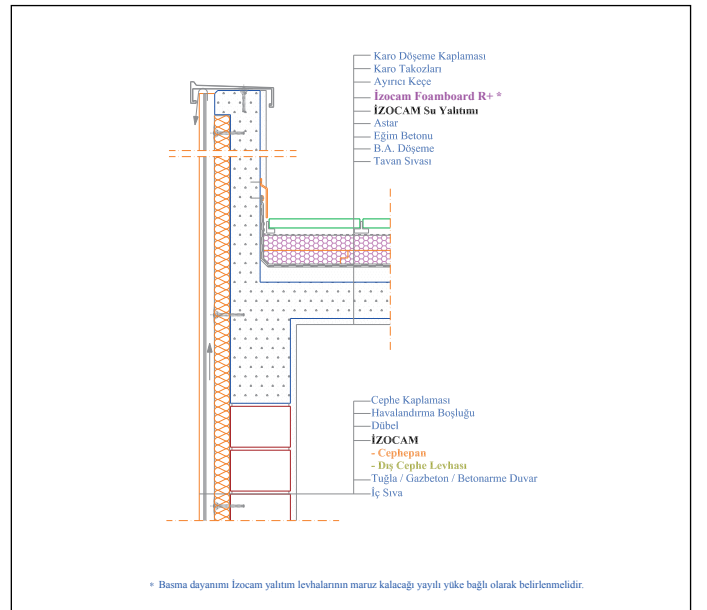 Karo Döşeme Kaplaması
Karo Takozları
Ayırıcı Keçe
İzocam Foamboard R+ *
İZOCAM Su Yalıtımı
Astar
Eğim Betonu
B.A. Döşeme
Tavan Sıvası
Cephe Kaplaması
Havalandırma Boşluğu
Dübel
İZOCAM
- Cephepan
- Dış Cephe Levhası
Tuğla / Gazbeton / Betonarme Duvar
İç Sıva
* Basma dayanımı İzocam yalıtım levhalarının maruz kalacağı yayılı yüke bağlı olarak belirlenmelidir.